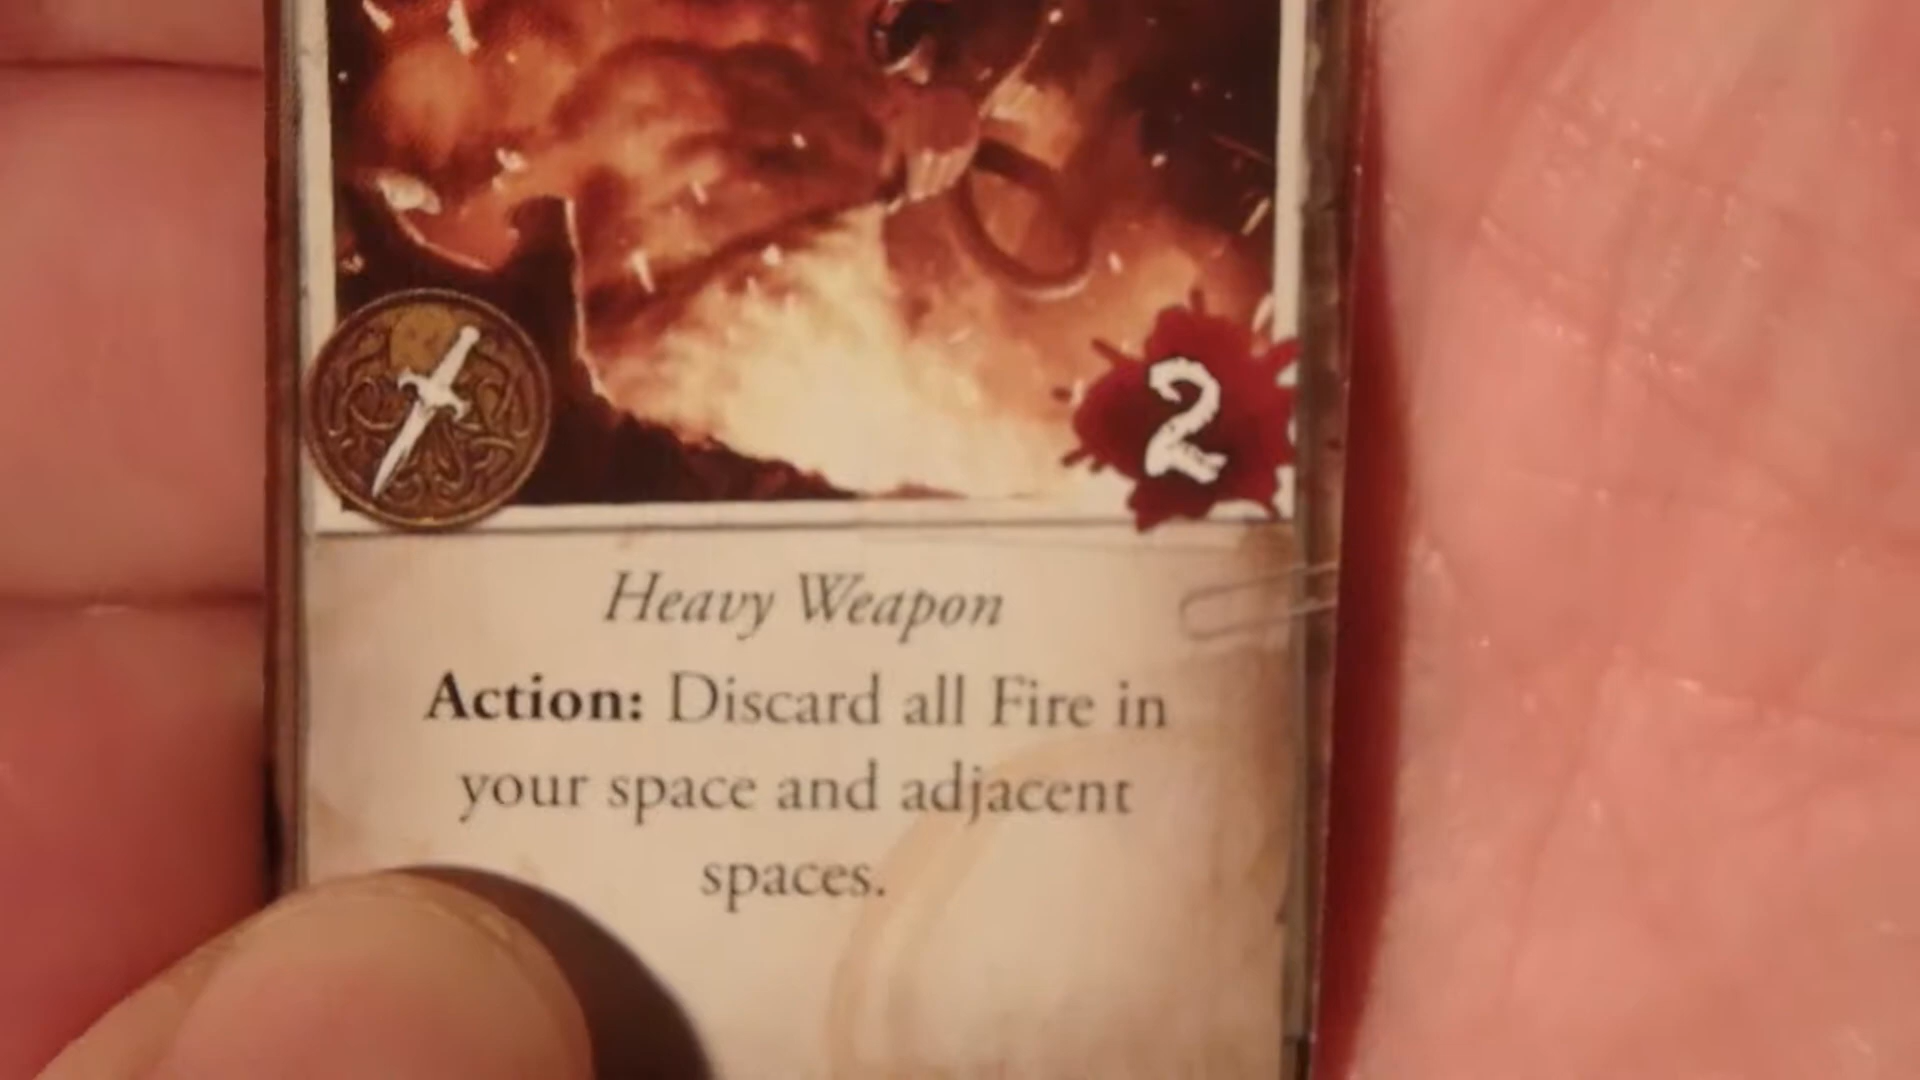 2
Heavy Weapon
Action: Discard all Fire in
your space and adjacent
spaces.